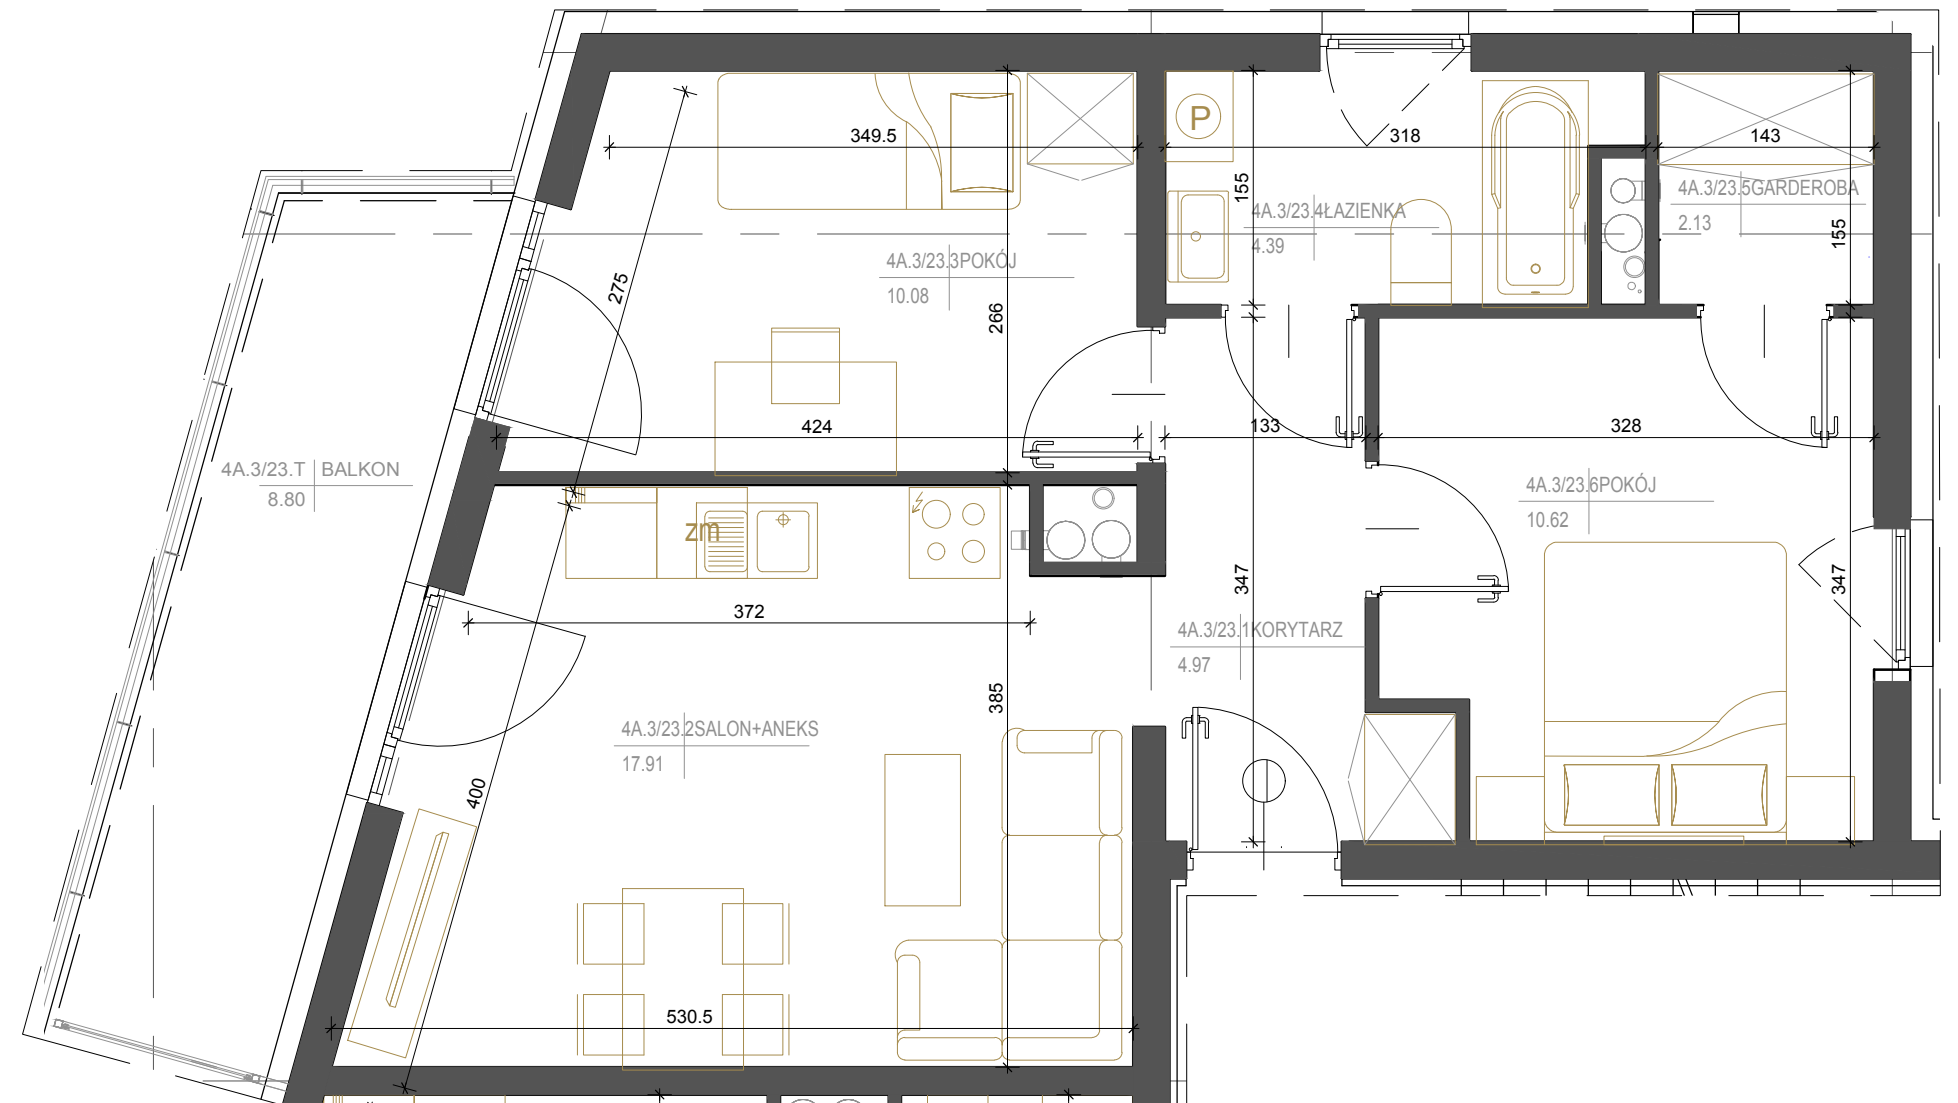 P
349.5
318
143
155
4A.3/23.5GARDEROBA
2.13
4A.3/23.4ŁAZIENKA
4.39
155
4A.3/23.3POKÓJ
10.08
275
266
424
133
328
4A.3/23.T BALKON
8.80
4A.3/23.6POKÓJ
10.62
zm
372
347
347
4A.3/23.1KORYTARZ
4.97
385
4A.3/23.2SALON+ANEKS
17.91
400
530.5